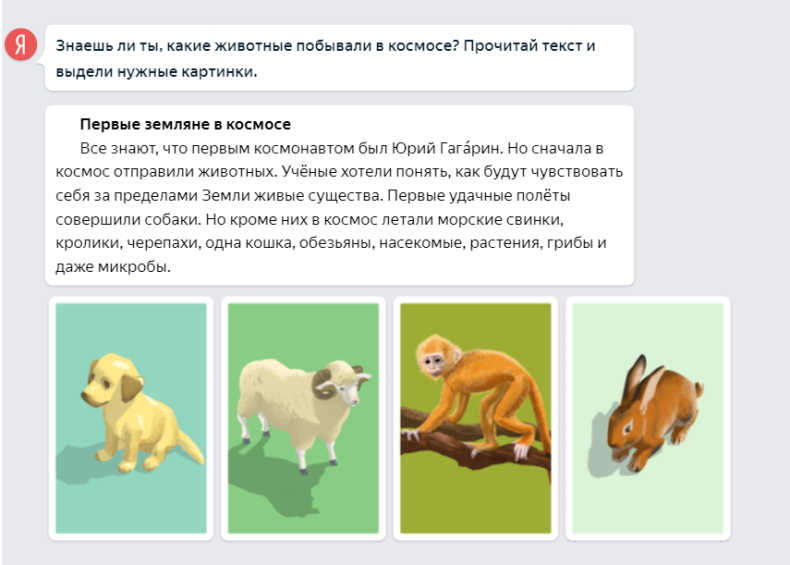 Я
Знаешь ли ты, какие животные побывали в космосе? Прочитай текст и
выдели нужные картинки.
Первые земляне в космосе
Все знают, что первым космонавтом был Юрий Гага́рин. Но сначала в
космос отправили животных. Учёные хотели понять, как будут чувствовать
себя за пределами Земли живые существа. Первые удачные полёты
совершили собаки. Но кроме них в космос летали морские свинки,
кролики, черепахи, одна кошка, обезьяны, насекомые, растения, грибы и
даже микробы.